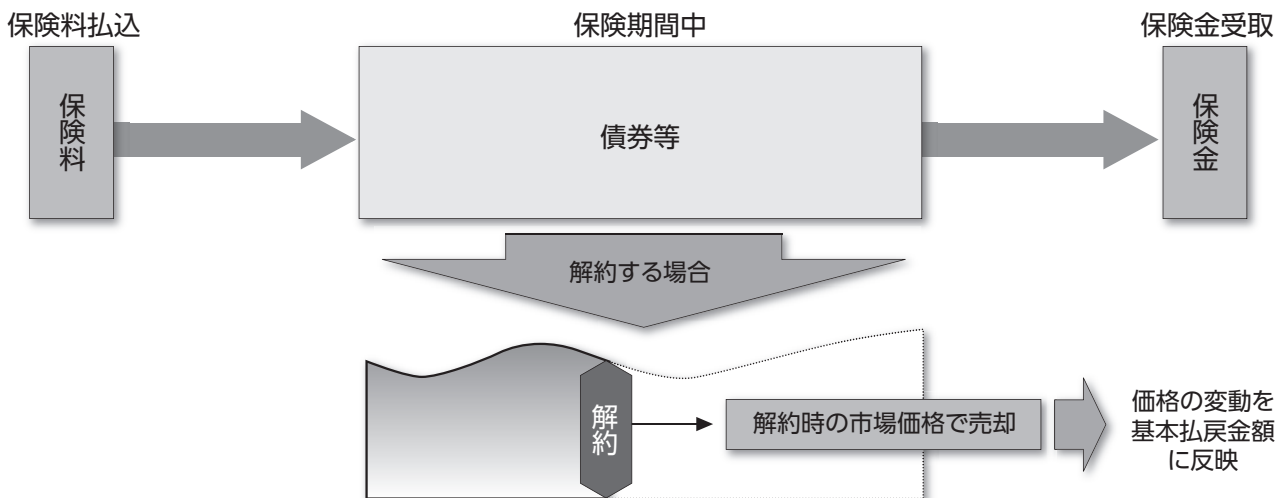 保険料払込
保険期間中
保険金受取
保険料
債券等
保険金
解約する場合
解約
解約時の市場価格で売却
価格の変動を
基本払戻金額
に反映